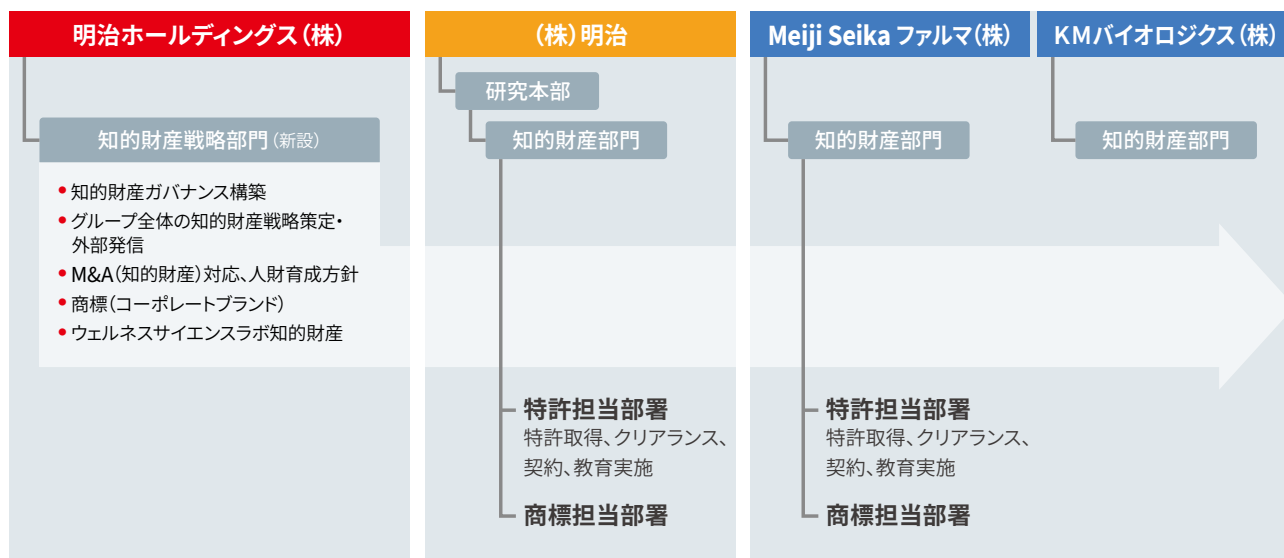 明治ホールディングス(株)
知的財産戦略部門(新設)
•知的財産ガバナンス構築
•グループ全体の知的財産戦略策定・
外部発信
•M&A(知的財産)対応、人財育成方針
•商標(コーポレートブランド)
•ウェルネスサイエンスラボ知的財産
(株)明治
研究本部
知的財産部門
特許担当部署
特許取得、クリアランス、
契約、教育実施
商標担当部署
Meiji Seika ファルマ(株)
知的財産部門
特許担当部署
特許取得、クリアランス、
契約、教育実施
商標担当部署
KMバイオロジクス(株)
知的財産部門